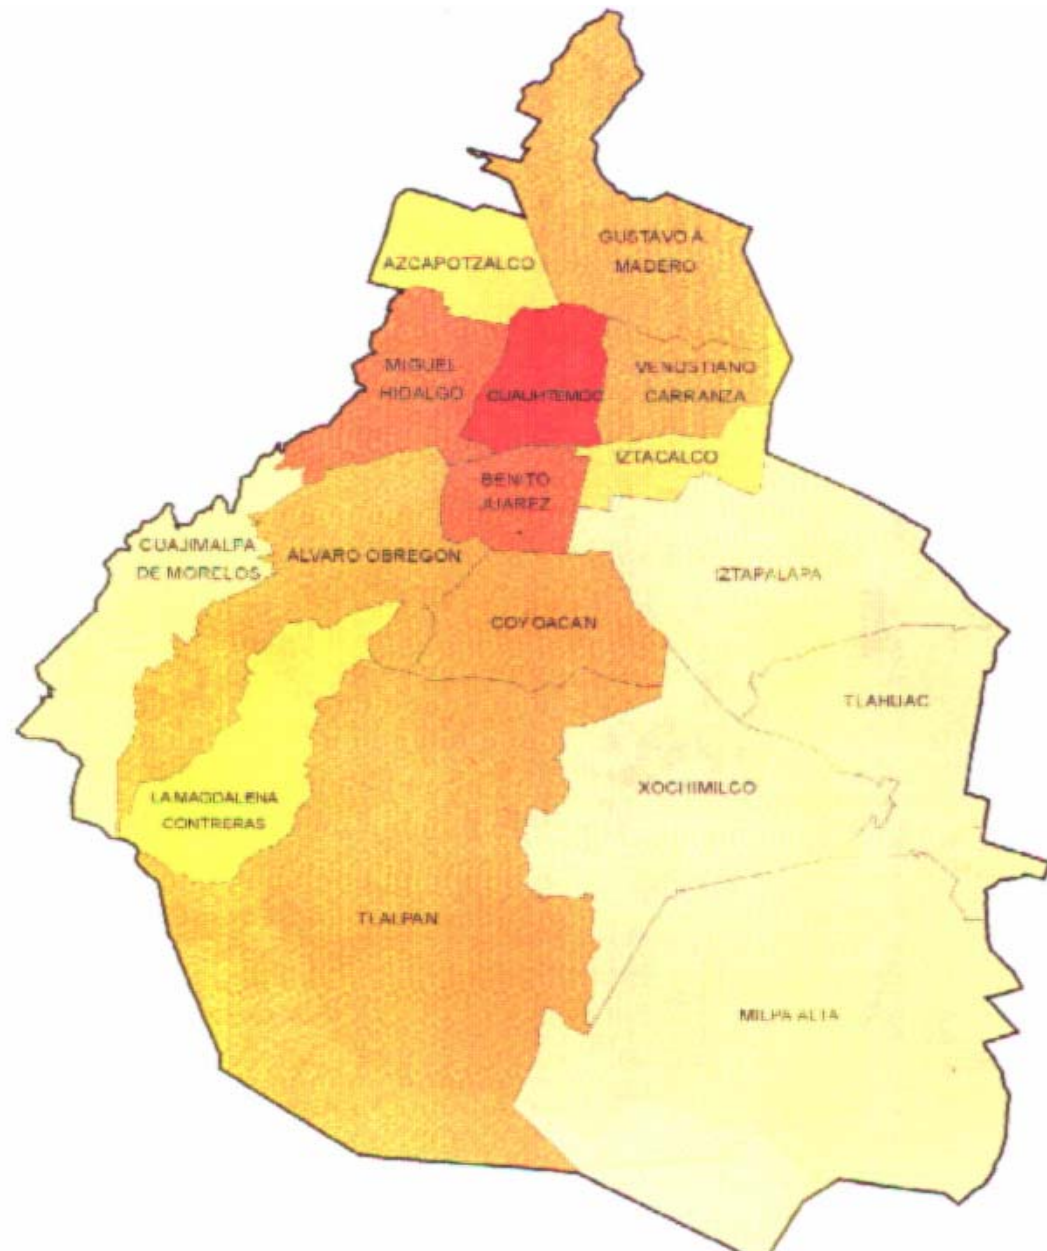 GUSTAVO A.
MADERO
AZCAPOTZALCO
MIGUEL
HIDALGO
CUAUHTEMOC
VENUSTIANO
CARRANZA
IZTACALCO
BENITO
JUAREZ
CUAJIMALPA
DE MORELOS
ALVARO OBREGON
IZTAPALAPA
COYOACAN
TLAHUAC
XOCHIMILCO
LA MAGDALENA
CONTRERAS
TLALPAN
MILPA ALTA